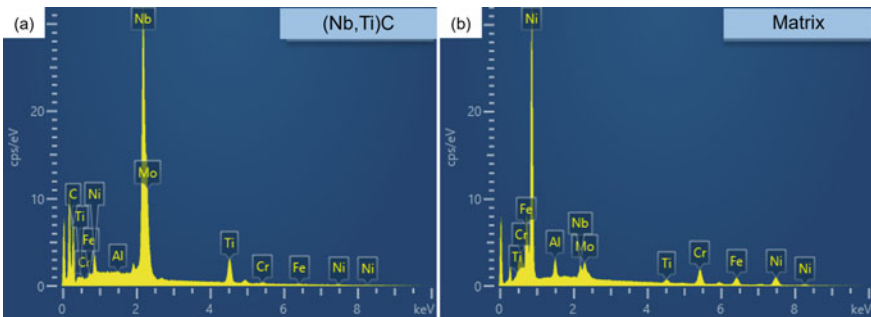 (a)
(Nb,Ti)C
Nb
Mo
C
Ni
Ti
Fe
Cr
Al
Ti
Cr
Fe
Ni
Ni
cps/eV
20
10
0
0 2 4 6 8 keV
(b)
Matrix
Ni
Fe
Cr
Ti
Al
Nb
Mo
Ti
Cr
Fe
Ni
Ni
cps/eV
20
10
0
0 2 4 6 8 keV